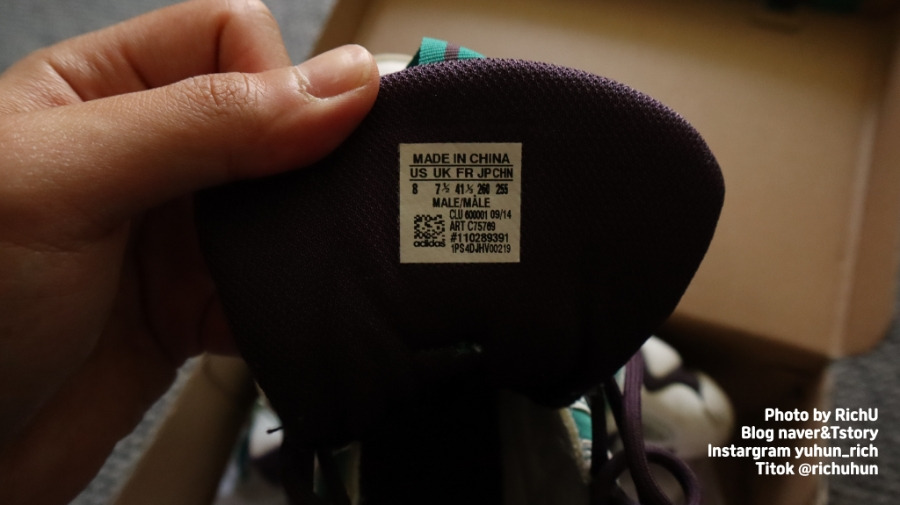 MADE IN CHINA
US UK FR JP CHN
8 7½ 41⅓ 260 255
MALE/MÂLE
CLU 600001 09/14
ART C75769
adidas
#110289391
1PS4DJHV00219
Photo by RichU
Blog naver&Tstory
Instargram yuhun_rich
Titok @richuhun